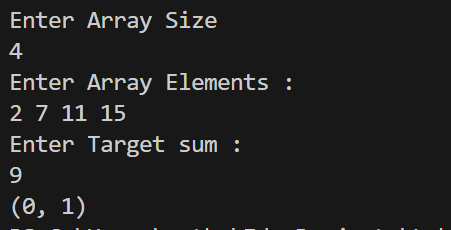 Enter Array Size
4
Enter Array Elements :
2 7 11 15
Enter Target sum :
9
(0, 1)